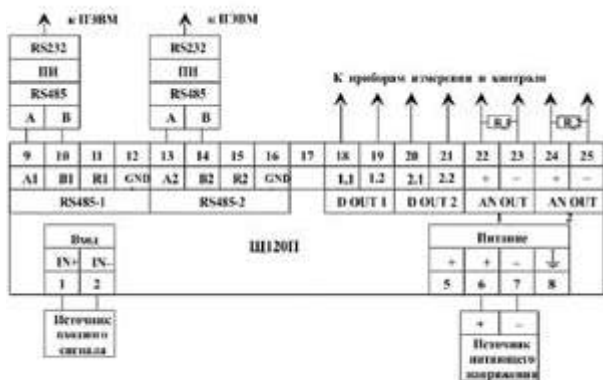 к ПЭВМ к ПЭВМ
RS232 RS232
ПИ ПИ
RS485 RS485
A B A B
К приборам измерения и контроля
R_1 R_2
9 10 11 12 13 14 15 16 17 18 19 20 21 22 23 24 25
A1 B1 R1 GND A2 B2 R2 GND 1.1 1.2 2.1 2.2 + – + –
RS485-1 RS485-2 D OUT 1 D OUT 2 AN OUT 1 AN OUT 2
Вход Щ120П Питание
IN+ IN– + + –
1 2 5 6 7 8
Источник входного сигнала
+ –
Источник питающего напряжения